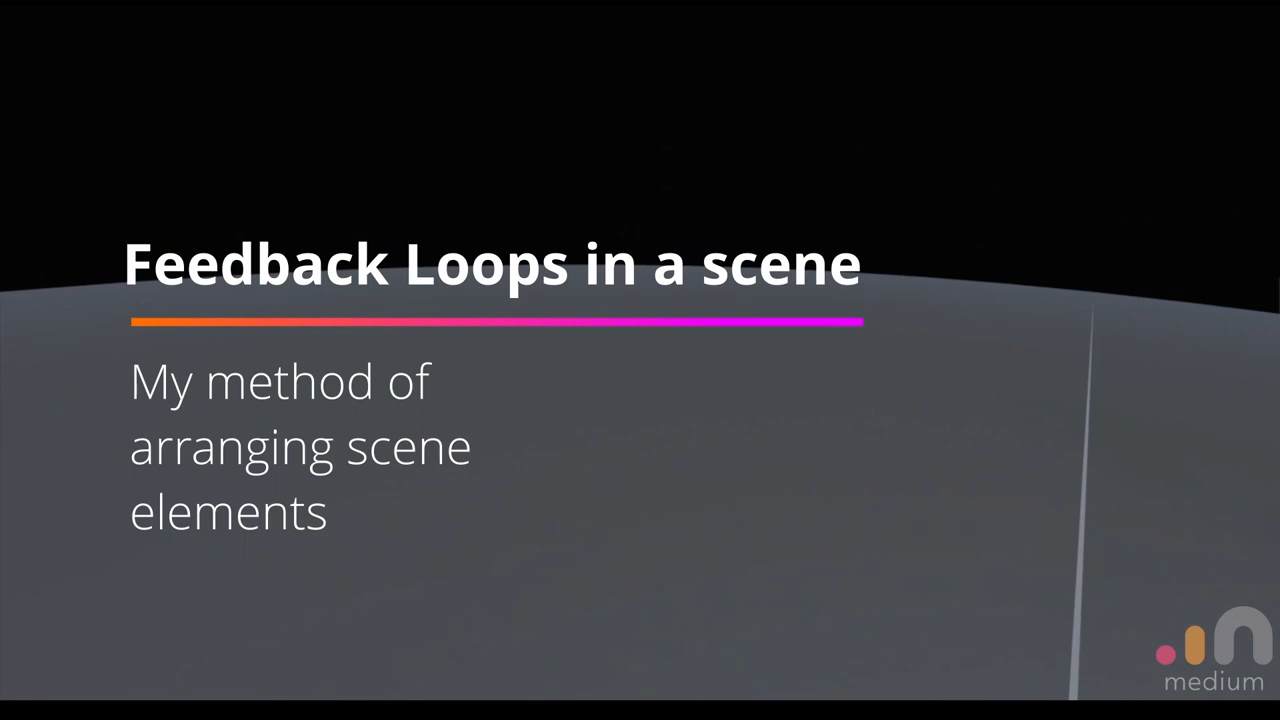 Feedback Loops in a scene
My method of
arranging scene
elements
medium